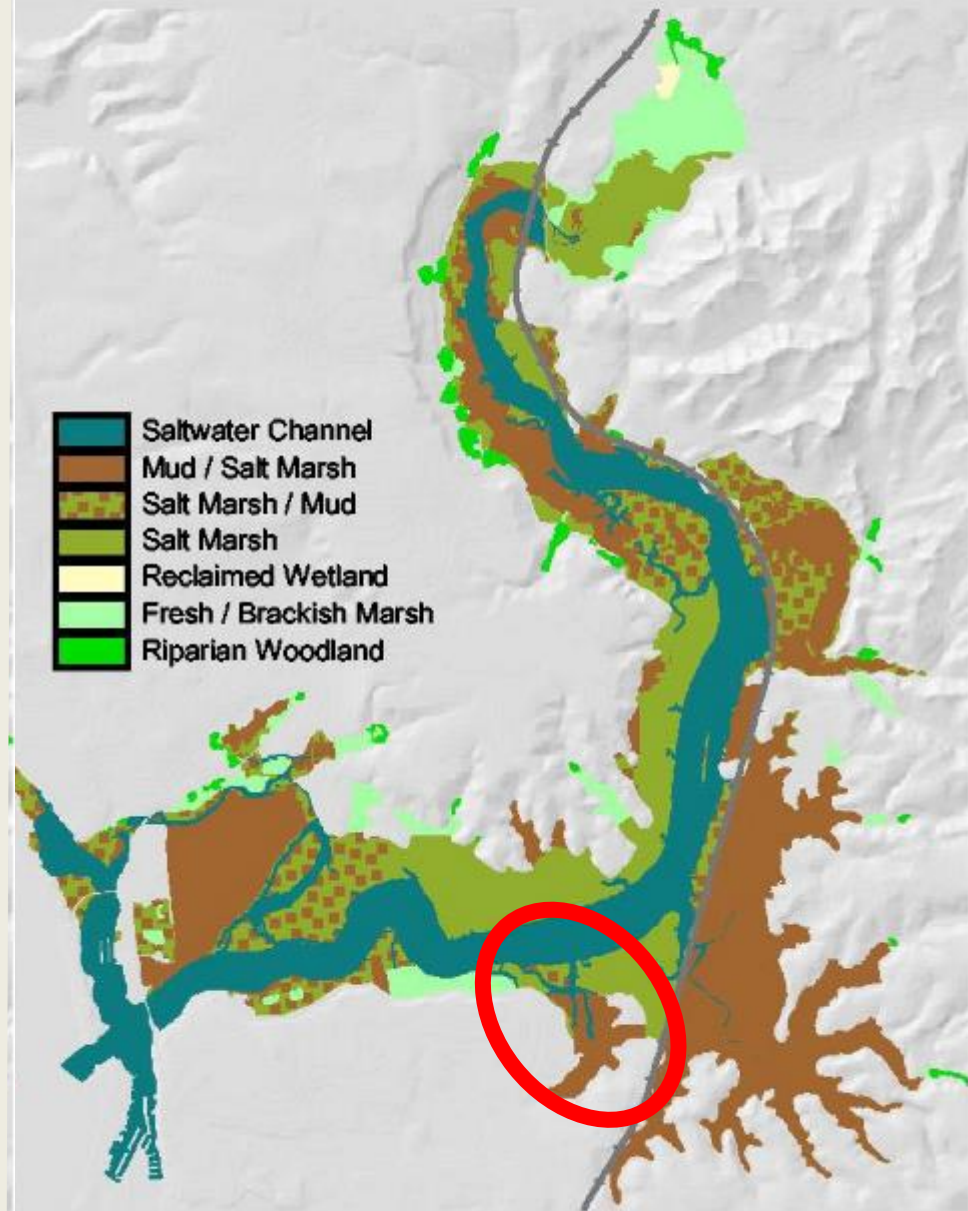 Saltwater Channel
Mud / Salt Marsh
Salt Marsh / Mud
Salt Marsh
Reclaimed Wetland
Fresh / Brackish Marsh
Riparian Woodland